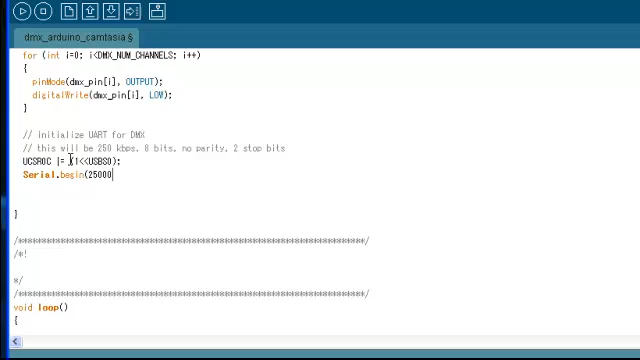 dmx_arduino_camtasia §
for (int i=0; i<DMX_NUM_CHANNELS; i++)
{
pinMode(dmx_pin[i], OUTPUT);
digitalWrite(dmx_pin[i], LOW);
}
// initialize UART for DMX
// this will be 250 kbps, 8 bits, no parity, 2 stop bits
UCSR0C |= (1<<USBS0);
Serial.begin(25000
}
/***************************************************************************/
/*!
*/
/***************************************************************************/
void loop()
{